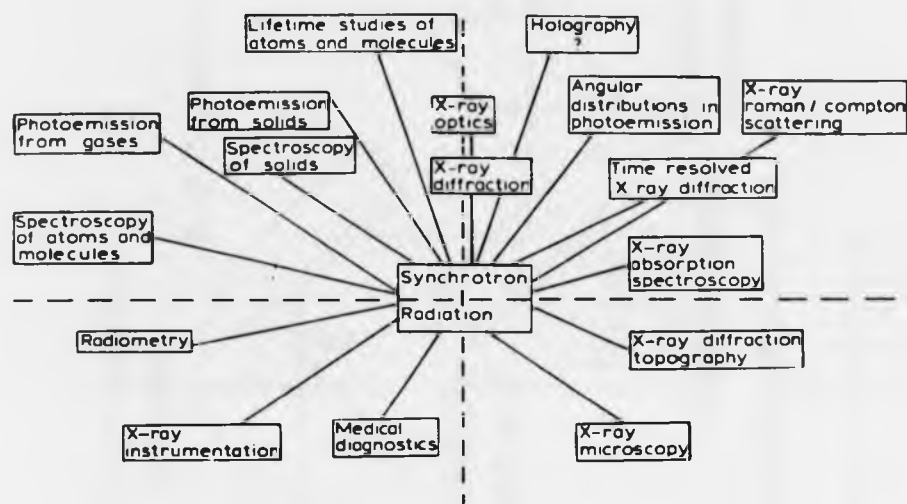 Lifetime studies of
atoms and molecules
Holography
?
Photoemission
from solids
X-ray
optics
Angular
distributions in
photoemission
X-ray
raman/compton
scattering
Photoemission
from gases
Spectroscopy
of solids
X-ray
diffraction
Time resolved
X ray diffraction
Spectroscopy
of atoms and
molecules
X-ray
absorption
spectroscopy
Synchrotron
Radiation
Radiometry
X-ray diffraction
topography
X-ray
instrumentation
Medical
diagnostics
X-ray
microscopy